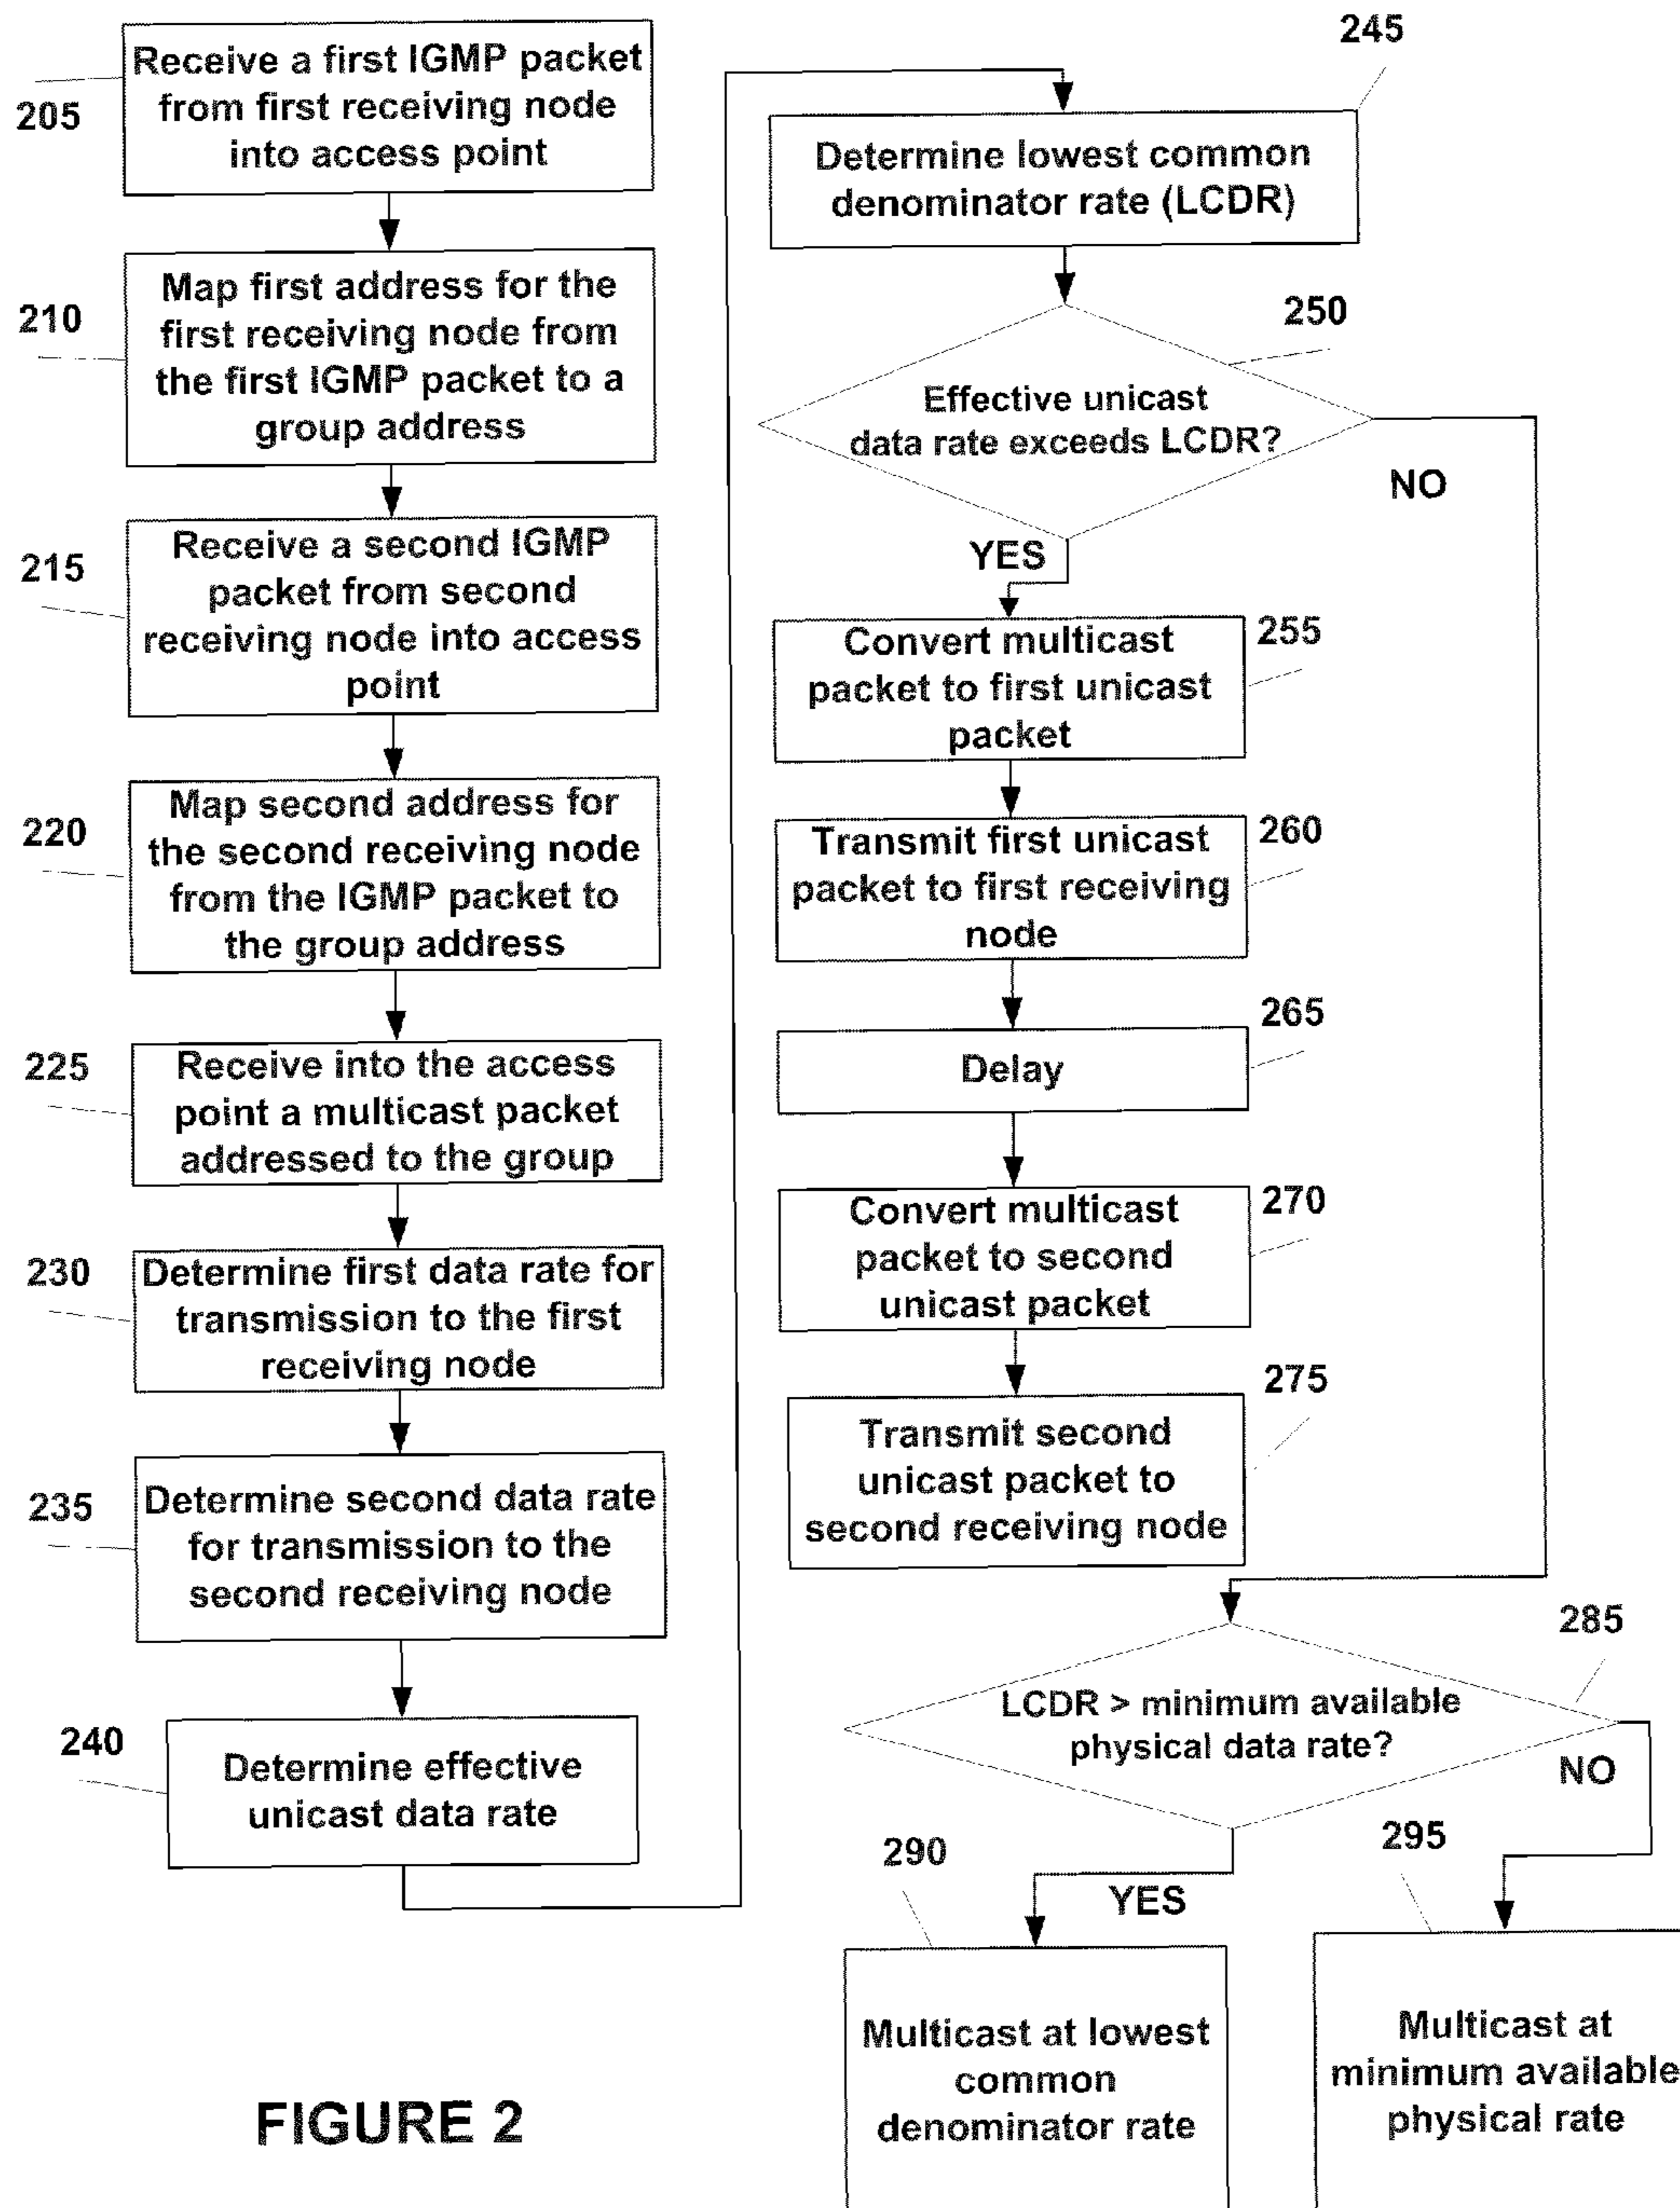 205
Receive a first IGMP packet
from first receiving node
into access point
210
Map first address for the
first receiving node from
the first IGMP packet to a
group address
215
Receive a second IGMP
packet from second
receiving node into access
point
220
Map second address for
the second receiving node
from the IGMP packet to
the group address
225
Receive into the access
point a multicast packet
addressed to the group
230
Determine first data rate for
transmission to the first
receiving node
235
Determine second data rate
for transmission to the
second receiving node
240
Determine effective
unicast data rate
245
Determine lowest common
denominator rate (LCDR)
250
Effective unicast
data rate exceeds LCDR?
NO
YES
255
Convert multicast
packet to first unicast
packet
260
Transmit first unicast
packet to first receiving
node
265
Delay
270
Convert multicast
packet to second
unicast packet
275
Transmit second
unicast packet to
second receiving node
285
LCDR > minimum available
physical data rate?
NO
YES
290
Multicast at lowest
common
denominator rate
295
Multicast at
minimum available
physical rate
FIGURE 2